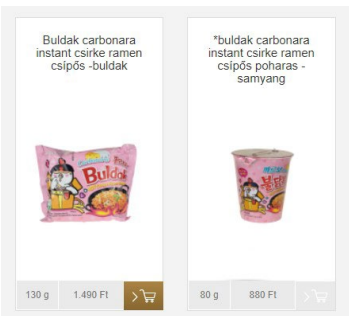 Buldak carbonara
instant csirke ramen
csípős -buldak
Buldak
130 g
1.490 Ft
*buldak carbonara
instant csirke ramen
csípős poharas -
samyang
80 g
880 Ft